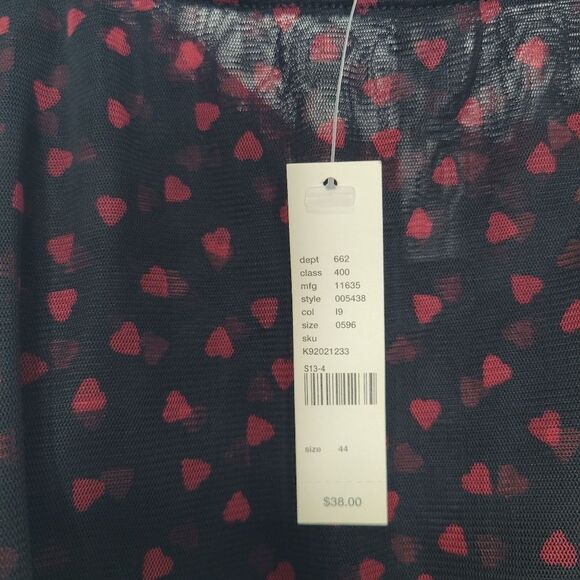 dept 662
class 400
mfg 11635
style 005438
col I9
size 0596
sku
K92021233
S13-4
size 44
$38.00